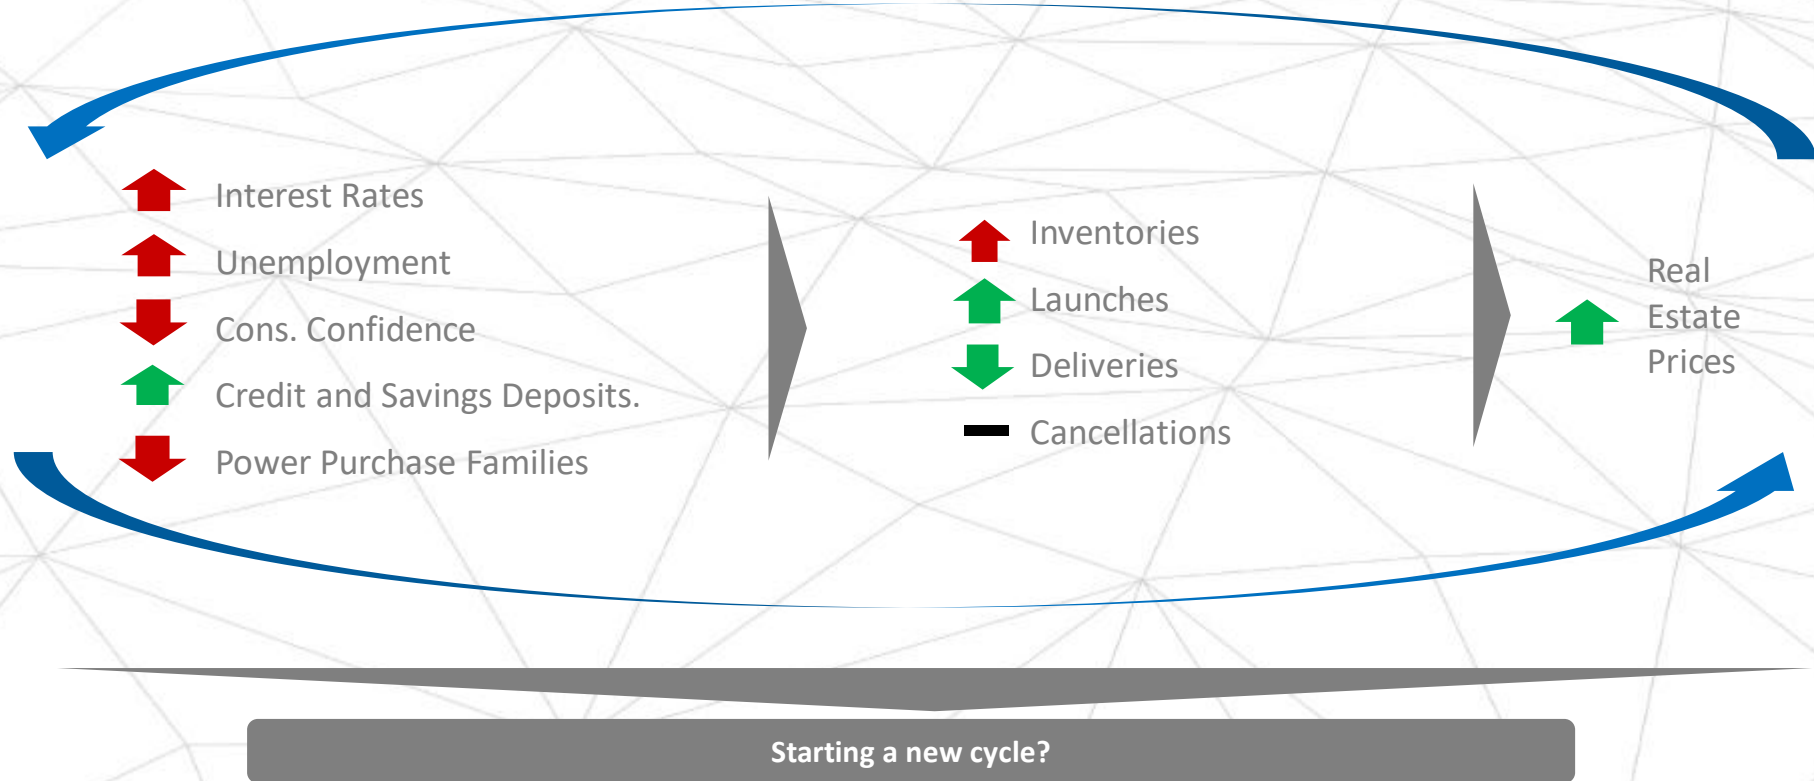 Interest Rates
Unemployment
Cons. Confidence
Credit and Savings Deposits.
Power Purchase Families
Inventories
Launches
Deliveries
Cancellations
Real
Estate
Prices
Starting a new cycle?